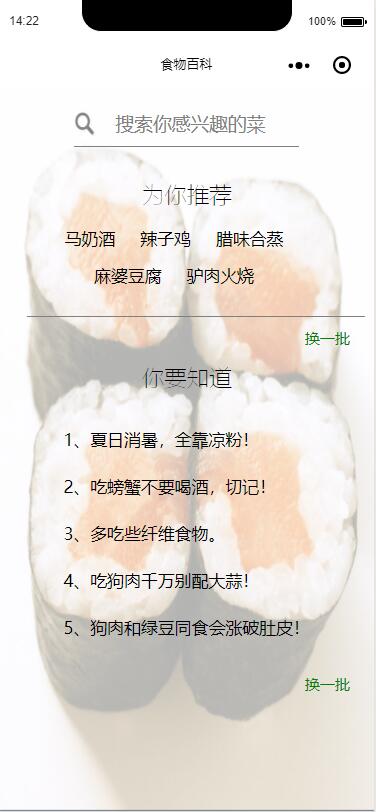 14:22
100%
食物百科
搜索你感兴趣的菜
为你推荐
马奶酒 辣子鸡 腊味合蒸
麻婆豆腐 驴肉火烧
换一批
你要知道
1、夏日消暑，全靠凉粉！
2、吃螃蟹不要喝酒，切记！
3、多吃些纤维食物。
4、吃狗肉千万别配大蒜！
5、狗肉和绿豆同食会涨破肚皮！
换一批